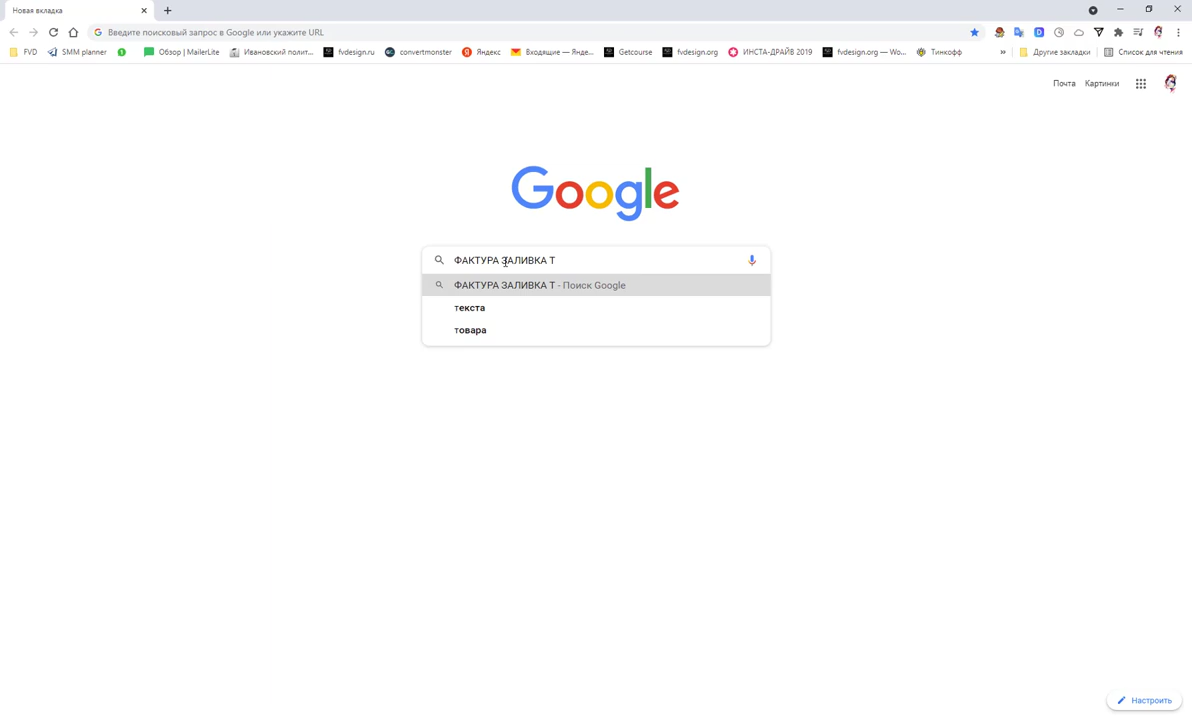 Новая вкладка
Введите поисковый запрос в Google или укажите URL
FVD SMM planner Обзор | MailerLite Ивановский полит... fvdesign.ru convertmonster Яндекс Входящие — Янде... Getcourse fvdesign.org ИНСТА-ДРАЙВ 2019 fvdesign.org — Wo... Тинкофф » Другие закладки Список для чтения
Почта Картинки
Google
ФАКТУРА ЗАЛИВКА Т
ФАКТУРА ЗАЛИВКА Т - Поиск Google
текста
товара
Настроить